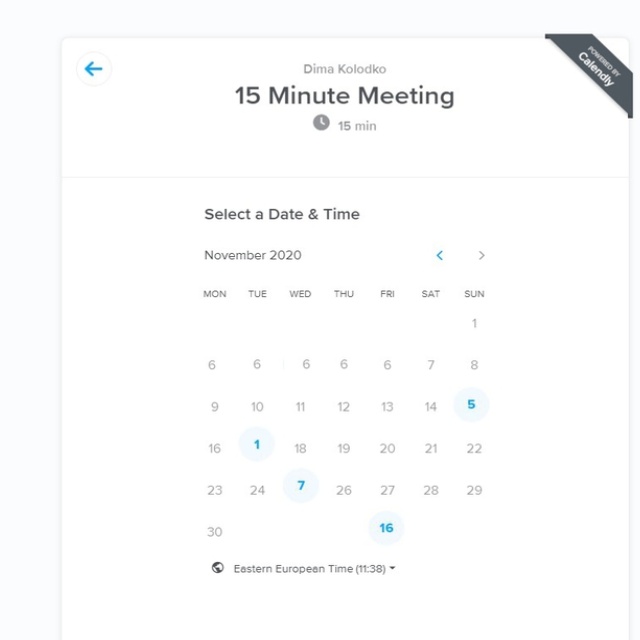 POWERED BY
Calendly
Dima Kolodko
15 Minute Meeting
15 min
Select a Date & Time
November 2020
MON TUE WED THU FRI SAT SUN
1
6 6 6 6 6 7 8
9 10 11 12 13 14 5
16 1 18 19 20 21 22
23 24 7 26 27 28 29
30 16
Eastern European Time (11:38)